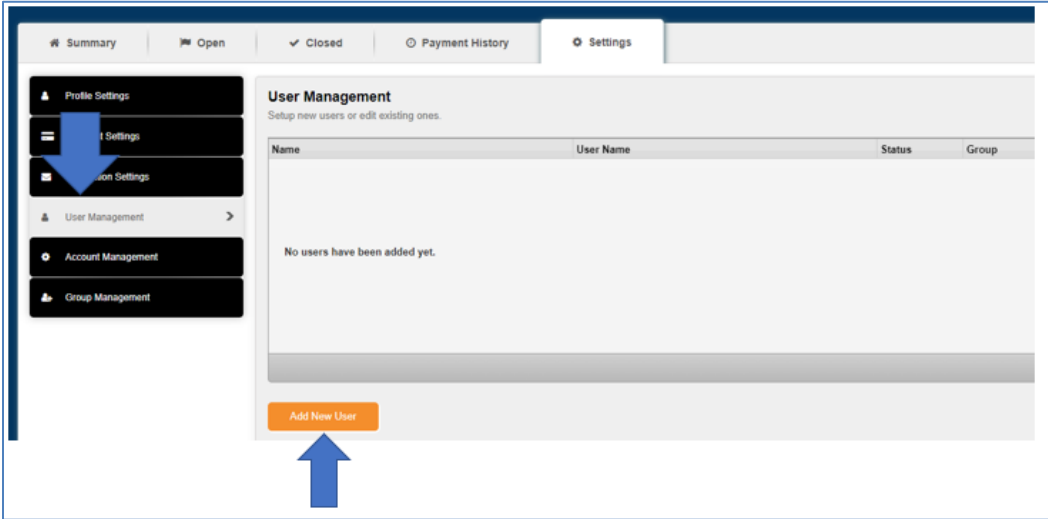 Summary Open Closed Payment History Settings
Profile Settings
t Settings
on Settings
User Management
Account Management
Group Management
User Management
Setup new users or edit existing ones.
Name User Name Status Group
No users have been added yet.
Add New User